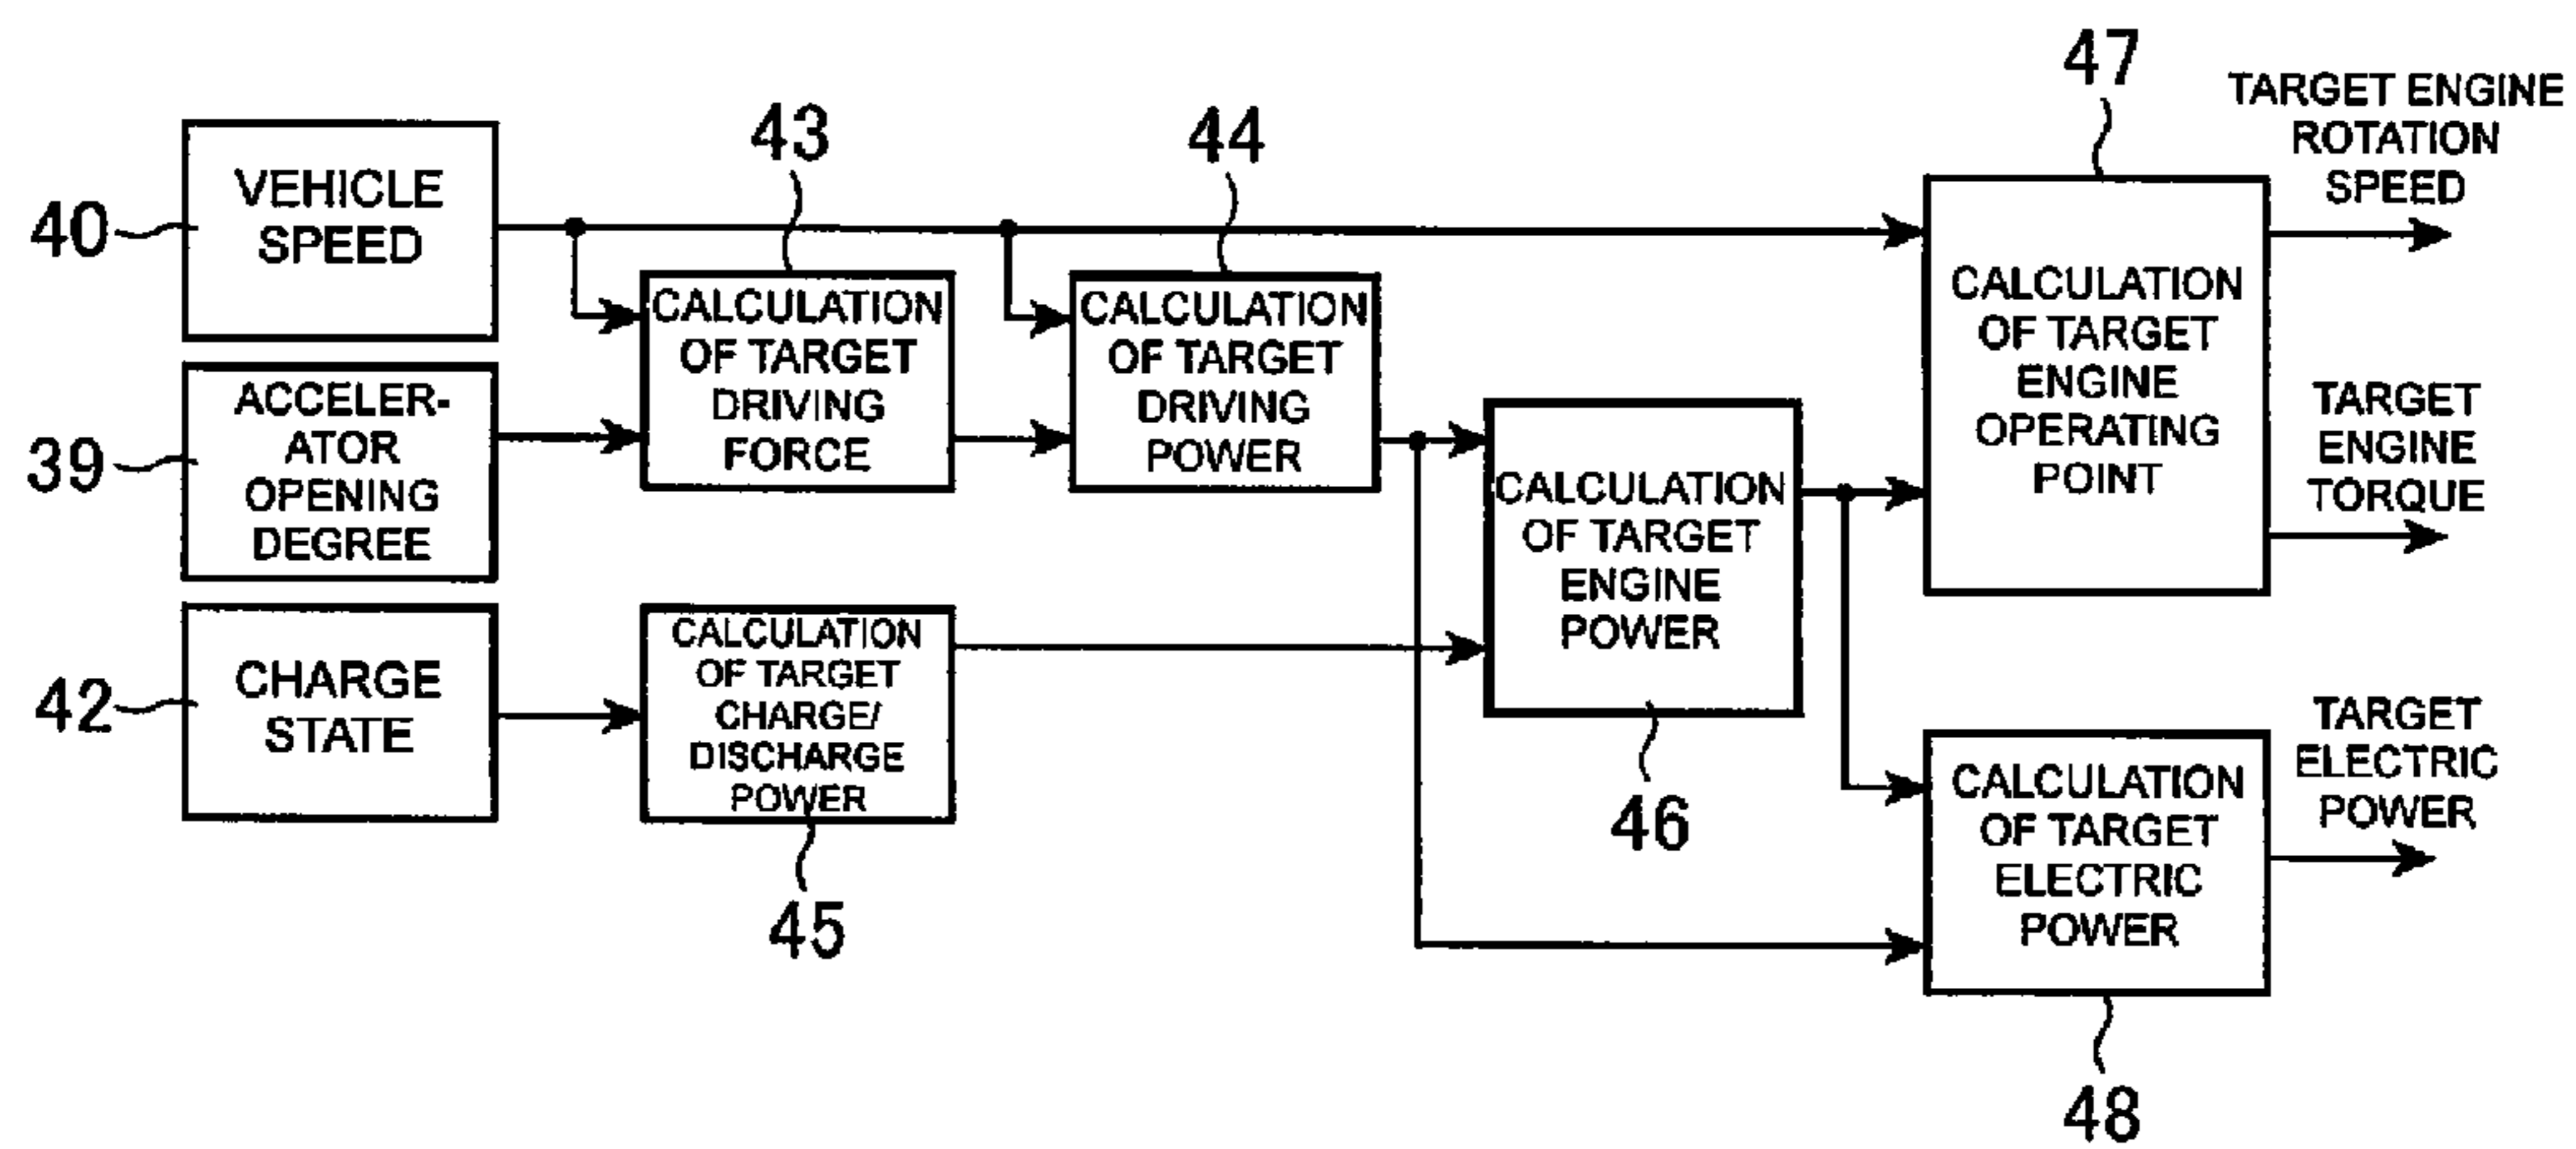 40
VEHICLE
SPEED
39
ACCELER-
ATOR
OPENING
DEGREE
42
CHARGE
STATE
43
CALCULATION
OF TARGET
DRIVING
FORCE
44
CALCULATION
OF TARGET
DRIVING
POWER
CALCULATION
OF TARGET
CHARGE/
DISCHARGE
POWER
45
CALCULATION
OF TARGET
ENGINE
POWER
46
47
CALCULATION
OF TARGET
ENGINE
OPERATING
POINT
TARGET ENGINE
ROTATION
SPEED
TARGET
ENGINE
TORQUE
CALCULATION
OF TARGET
ELECTRIC
POWER
48
TARGET
ELECTRIC
POWER